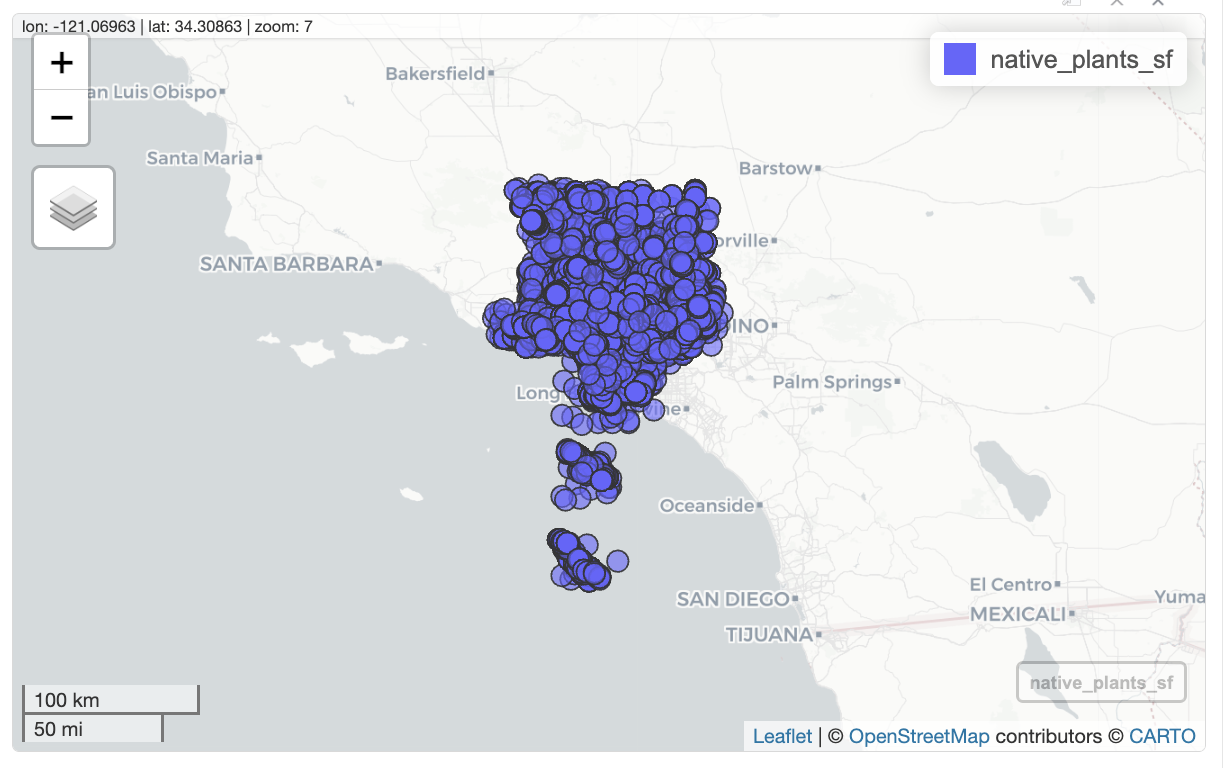 lon: -121.06963 | lat: 34.30863 | zoom: 7
+
−
native_plants_sf
Bakersfield
an Luis Obispo
Santa Maria
Barstow
orville
SANTA BARBARA
INO
Palm Springs
Long
ine
Oceanside
El Centro
SAN DIEGO
Yuma
MEXICALI
TIJUANA
native_plants_sf
100 km
50 mi
Leaflet | © OpenStreetMap contributors © CARTO